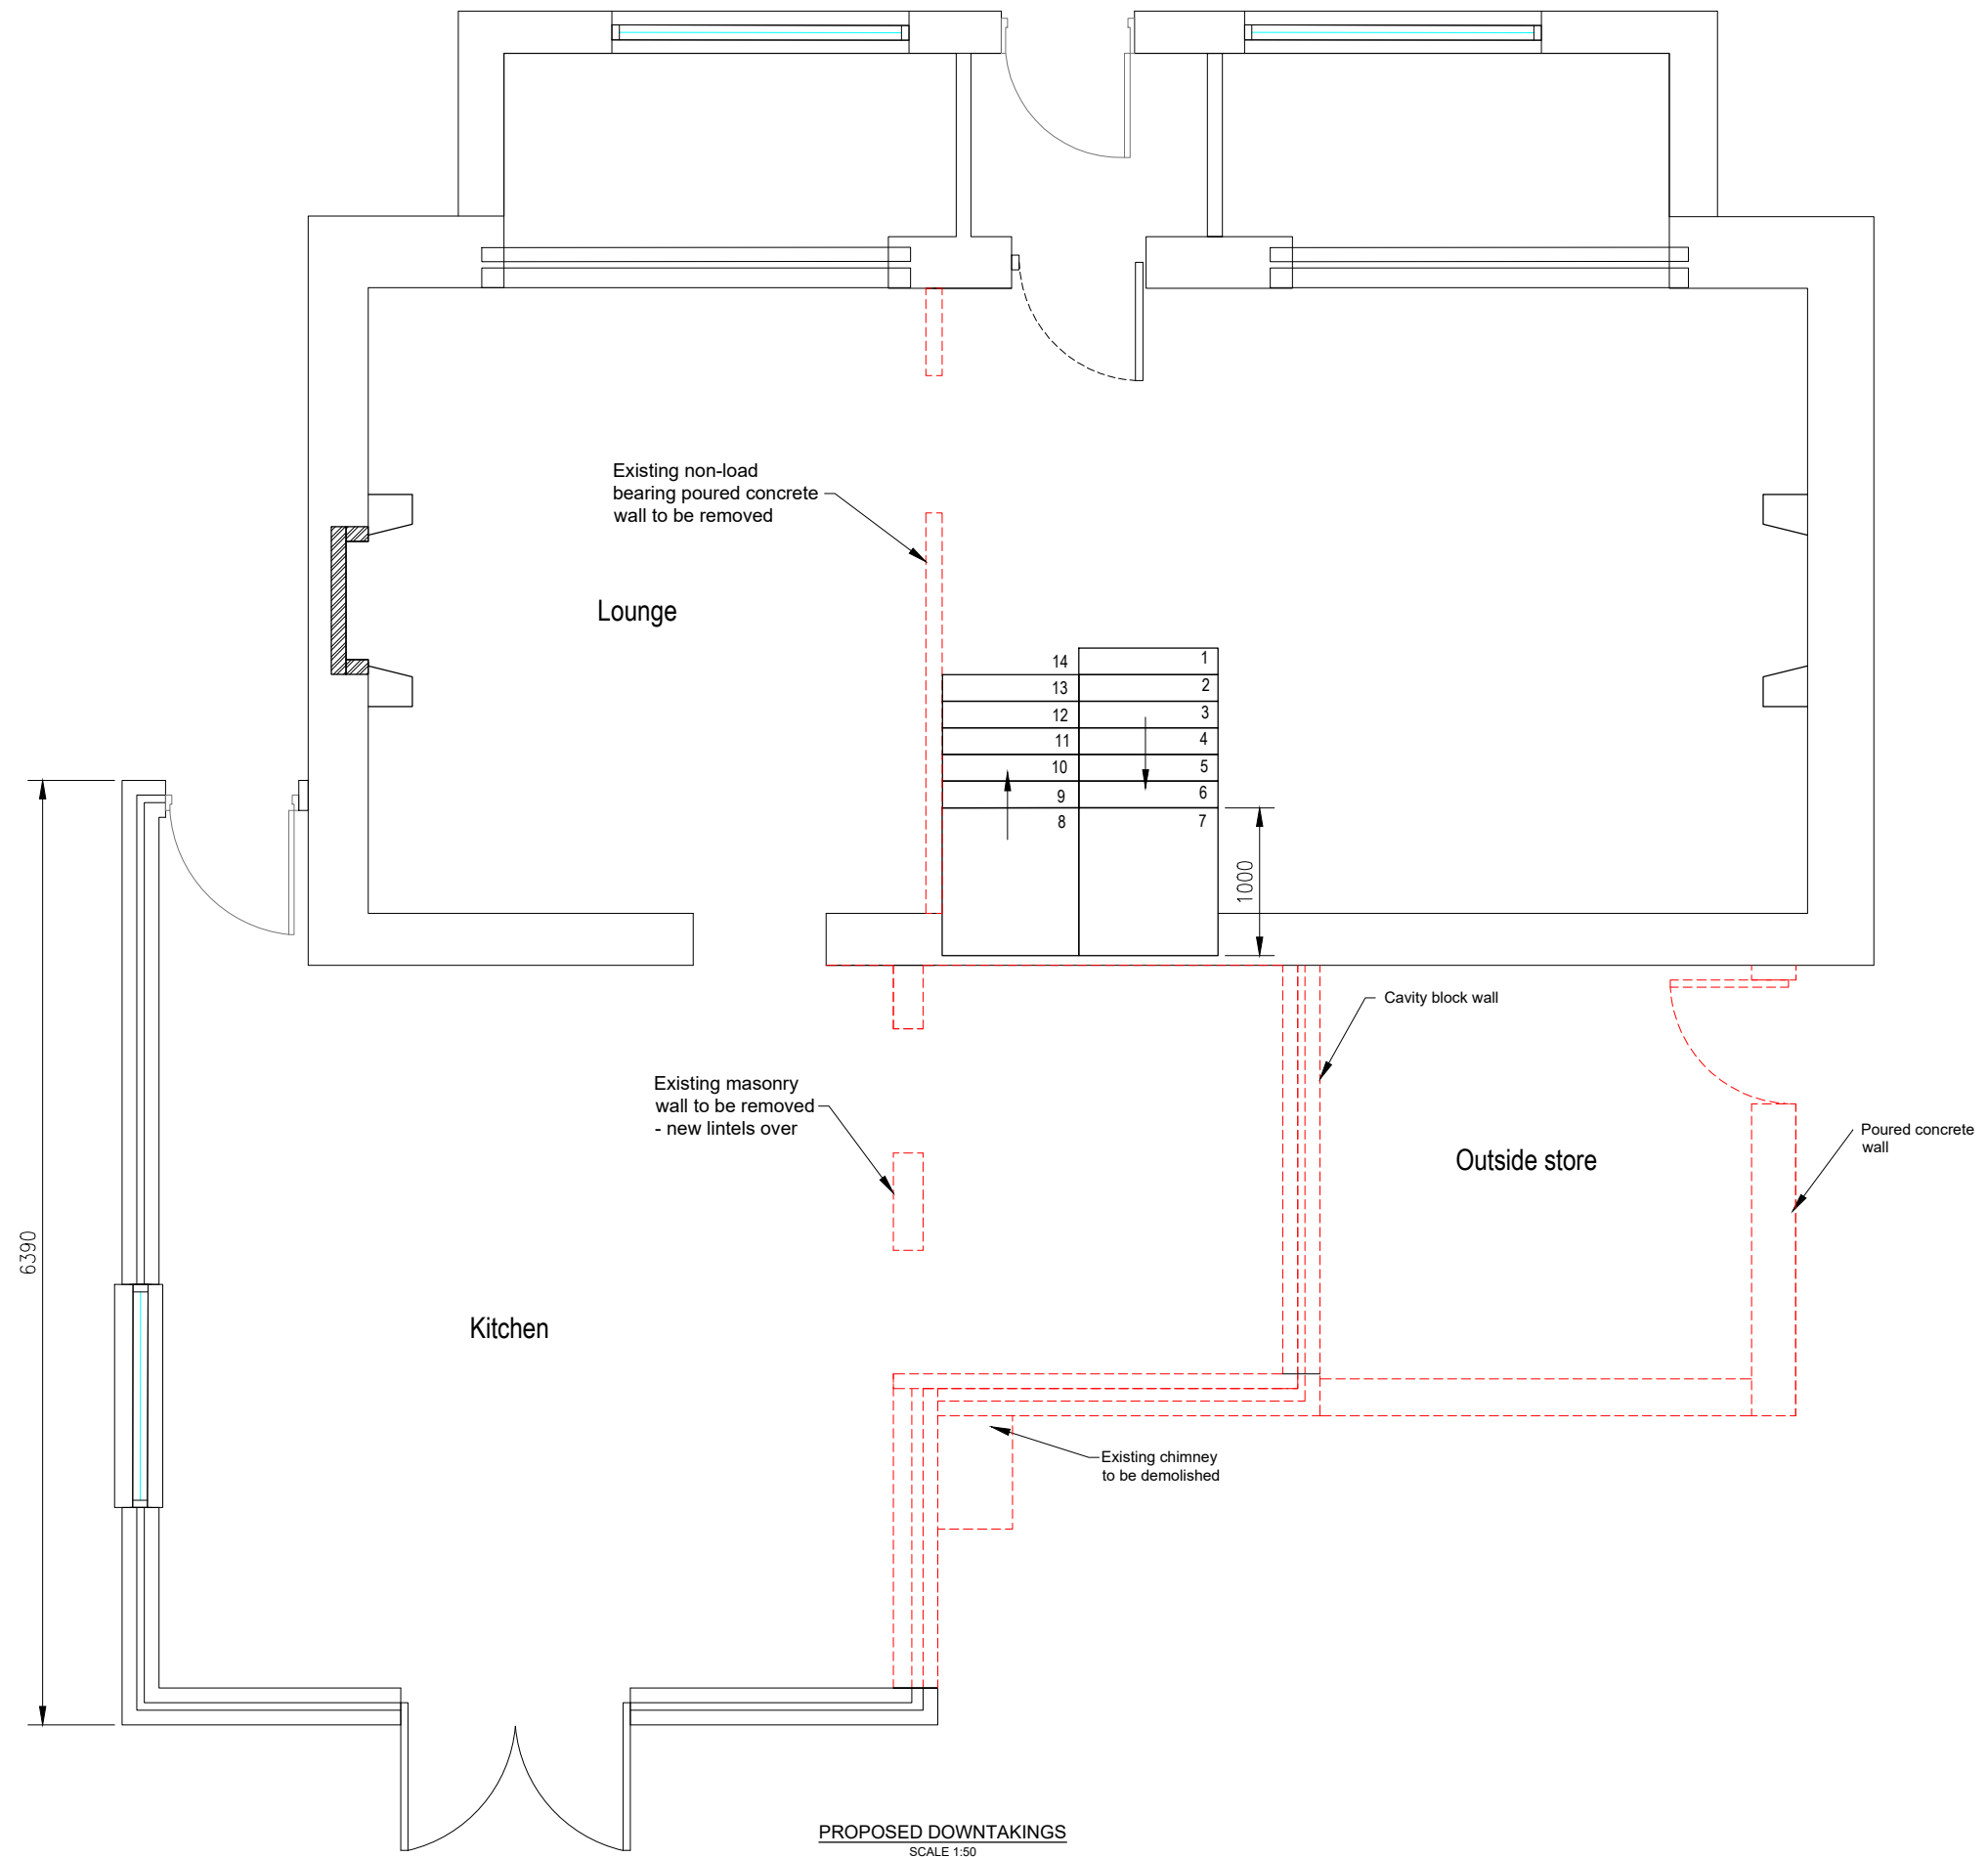 Existing non-load
bearing poured concrete
wall to be removed
Lounge
14
1
13
2
12
3
11
4
10
5
9
6
8
7
1000
Cavity block wall
Existing masonry
wall to be removed
- new lintels over
Outside store
Poured concrete
wall
6390
Kitchen
Existing chimney
to be demolished
PROPOSED DOWNTAKINGS
SCALE 1:50